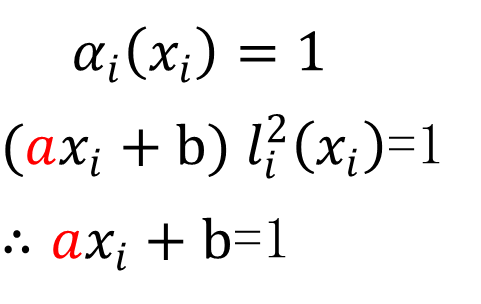 αᵢ(xᵢ) = 1
(axᵢ + b) lᵢ²(xᵢ)=1
∴ axᵢ + b=1